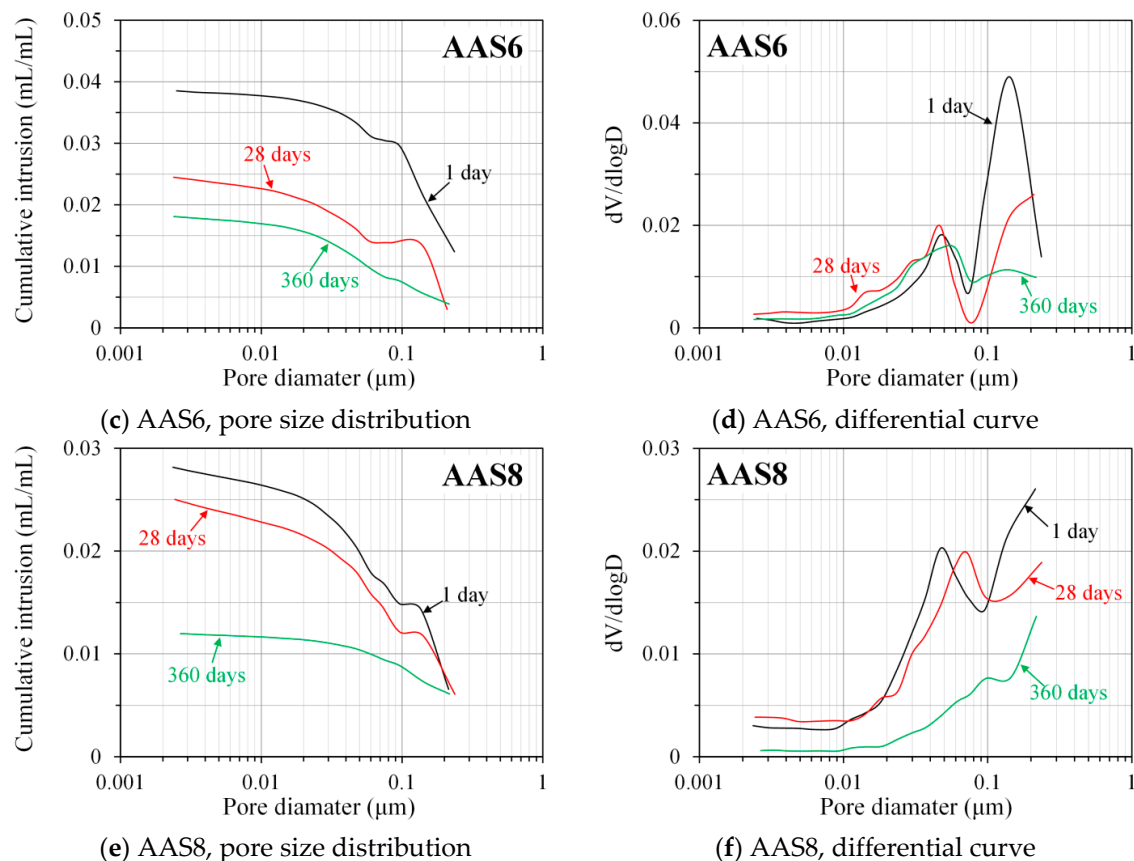 0.05
0.04
0.03
0.02
0.01
0
Cumulative intrusion (mL/mL)
AAS6
28 days
1 day
360 days
0.001
0.01
0.1
1
Pore diamater (μm)
(c) AAS6, pore size distribution
0.06
0.04
0.02
0.00
dV/dlogD
AAS6
1 day
28 days
360 days
0.001
0.01
0.1
1
Pore diamater (μm)
(d) AAS6, differential curve
0.03
0.02
0.01
0
Cumulative intrusion (mL/mL)
AAS8
28 days
1 day
360 days
0.001
0.01
0.1
1
Pore diamater (μm)
(e) AAS8, pore size distribution
0.03
0.02
0.01
0.00
dV/dlogD
AAS8
1 day
28 days
360 days
0.001
0.01
0.1
1
Pore diamater (μm)
(f) AAS8, differential curve